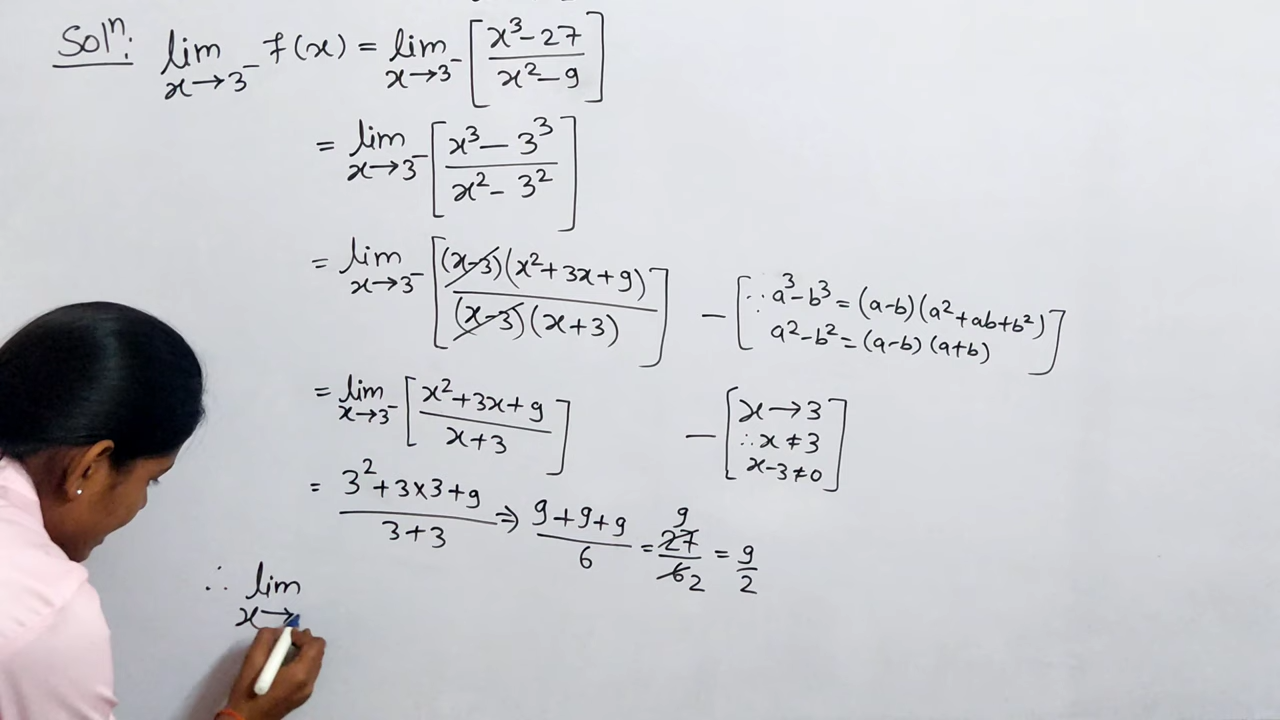 Solⁿ: lim x→3⁻ f(x) = lim x→3⁻ [x³-27 / x²-9]
= lim x→3⁻ [x³-3³ / x²-3²]
= lim x→3⁻ [(x-3)(x²+3x+9) / (x-3)(x+3)] - [∵ a³-b³ = (a-b)(a²+ab+b²) a²-b² = (a-b)(a+b)]
= lim x→3⁻ [x²+3x+9 / x+3] - [x→3 ∴ x≠3 x-3≠0]
= 3²+3×3+9 / 3+3 ⇒ 9+9+9 / 6 = 27 9 / 6 2 = 9/2
∴ lim x→